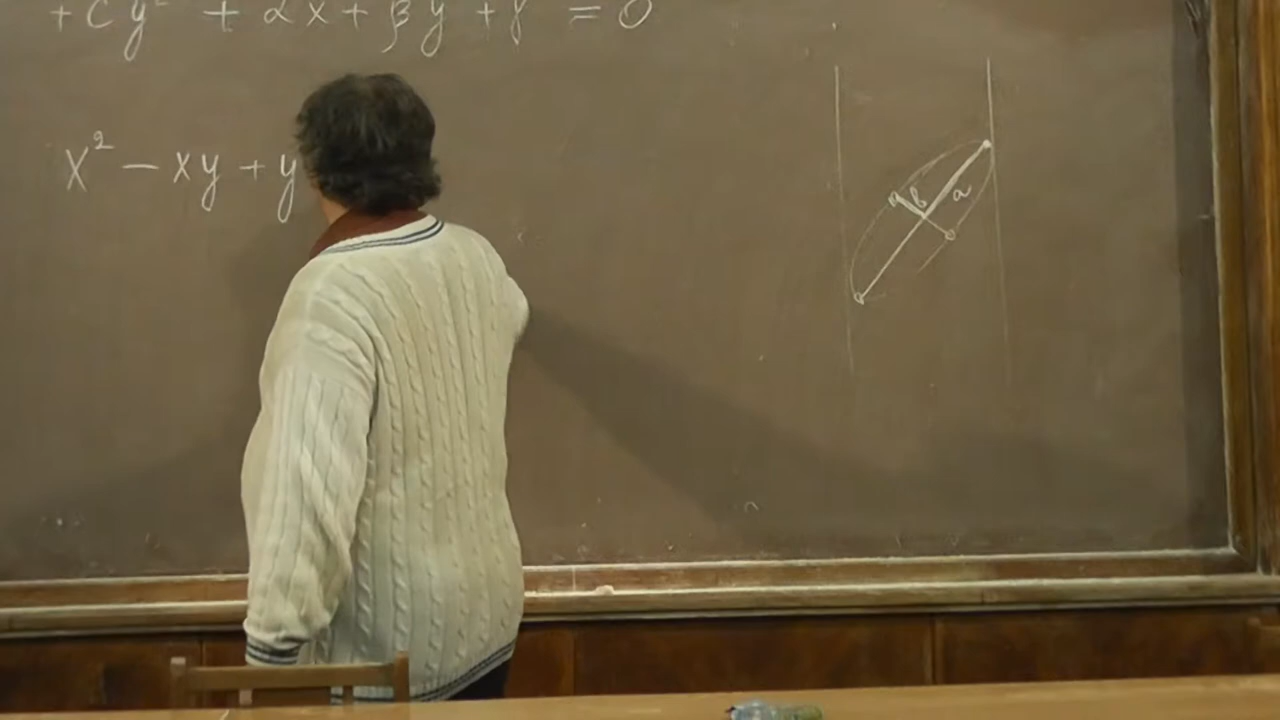 + Cy² + αx + βy + γ = 0
x² − xy + y
b a